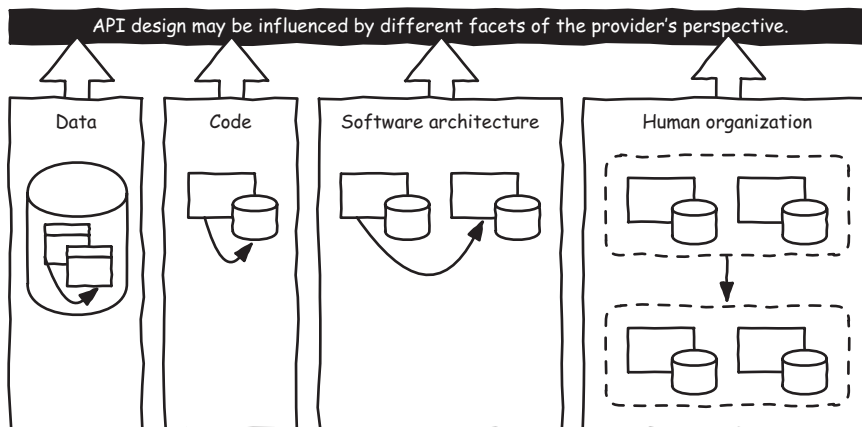 API design may be influenced by different facets of the provider's perspective.
Data
Code
Software architecture
Human organization